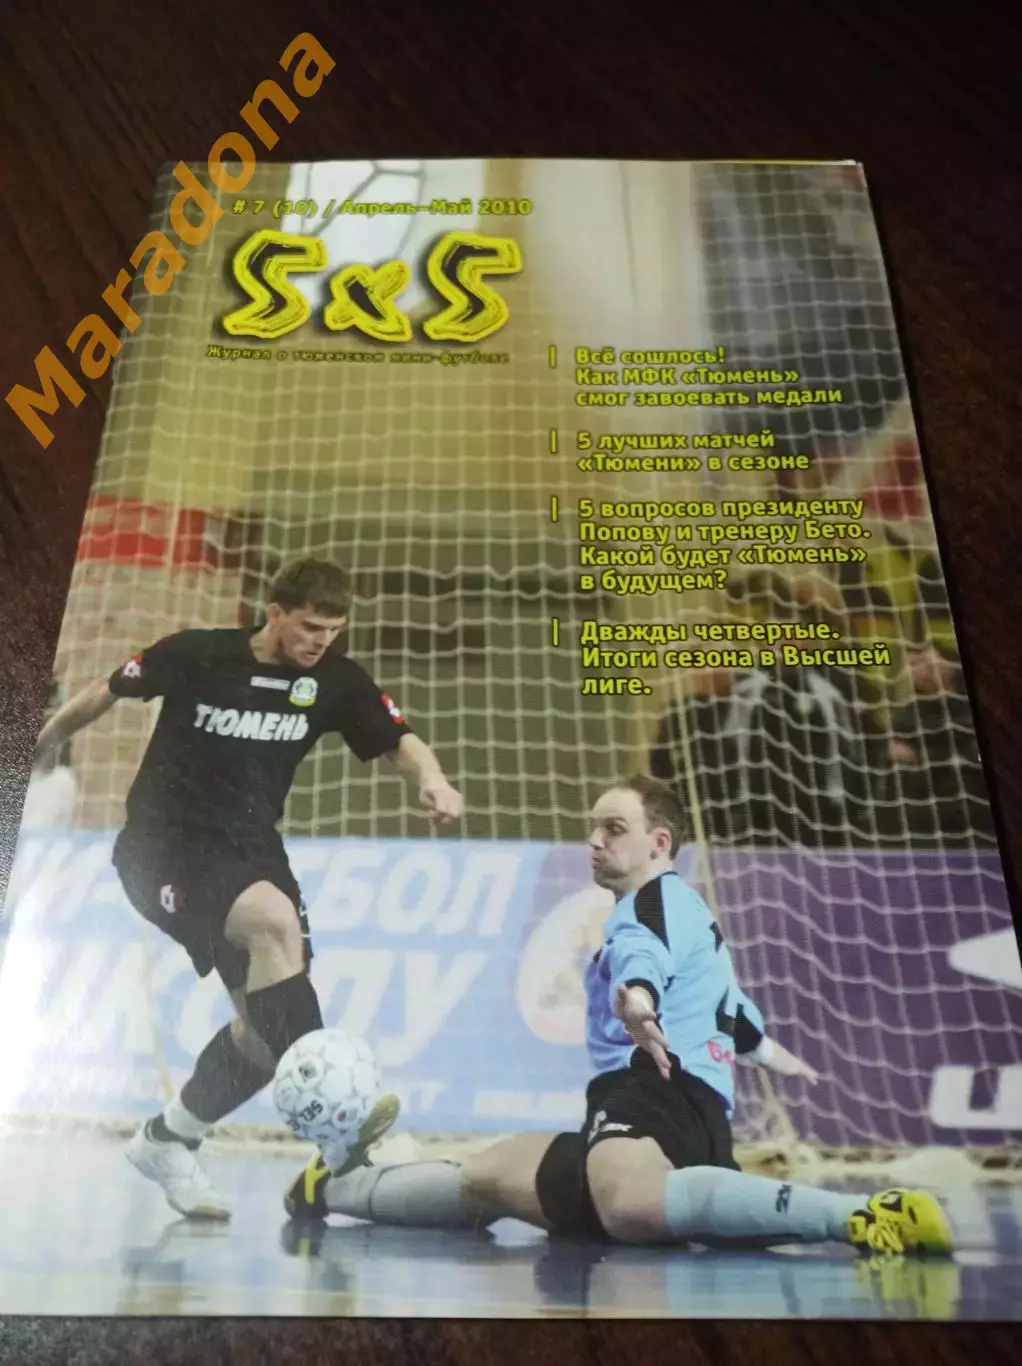 Maradona
# 7 (10) / Апрель—Май 2010
5x5
Журнал о тюменском мини-футболе
Всё сошлось!
Как МФК «Тюмень»
смог завоевать медали
5 лучших матчей
«Тюмени» в сезоне
5 вопросов президенту
Попову и тренеру Бето.
Какой будет «Тюмень»
в будущем?
Дважды четвертые.
Итоги сезона в Высшей
лиге.
ТЮМЕНЬ